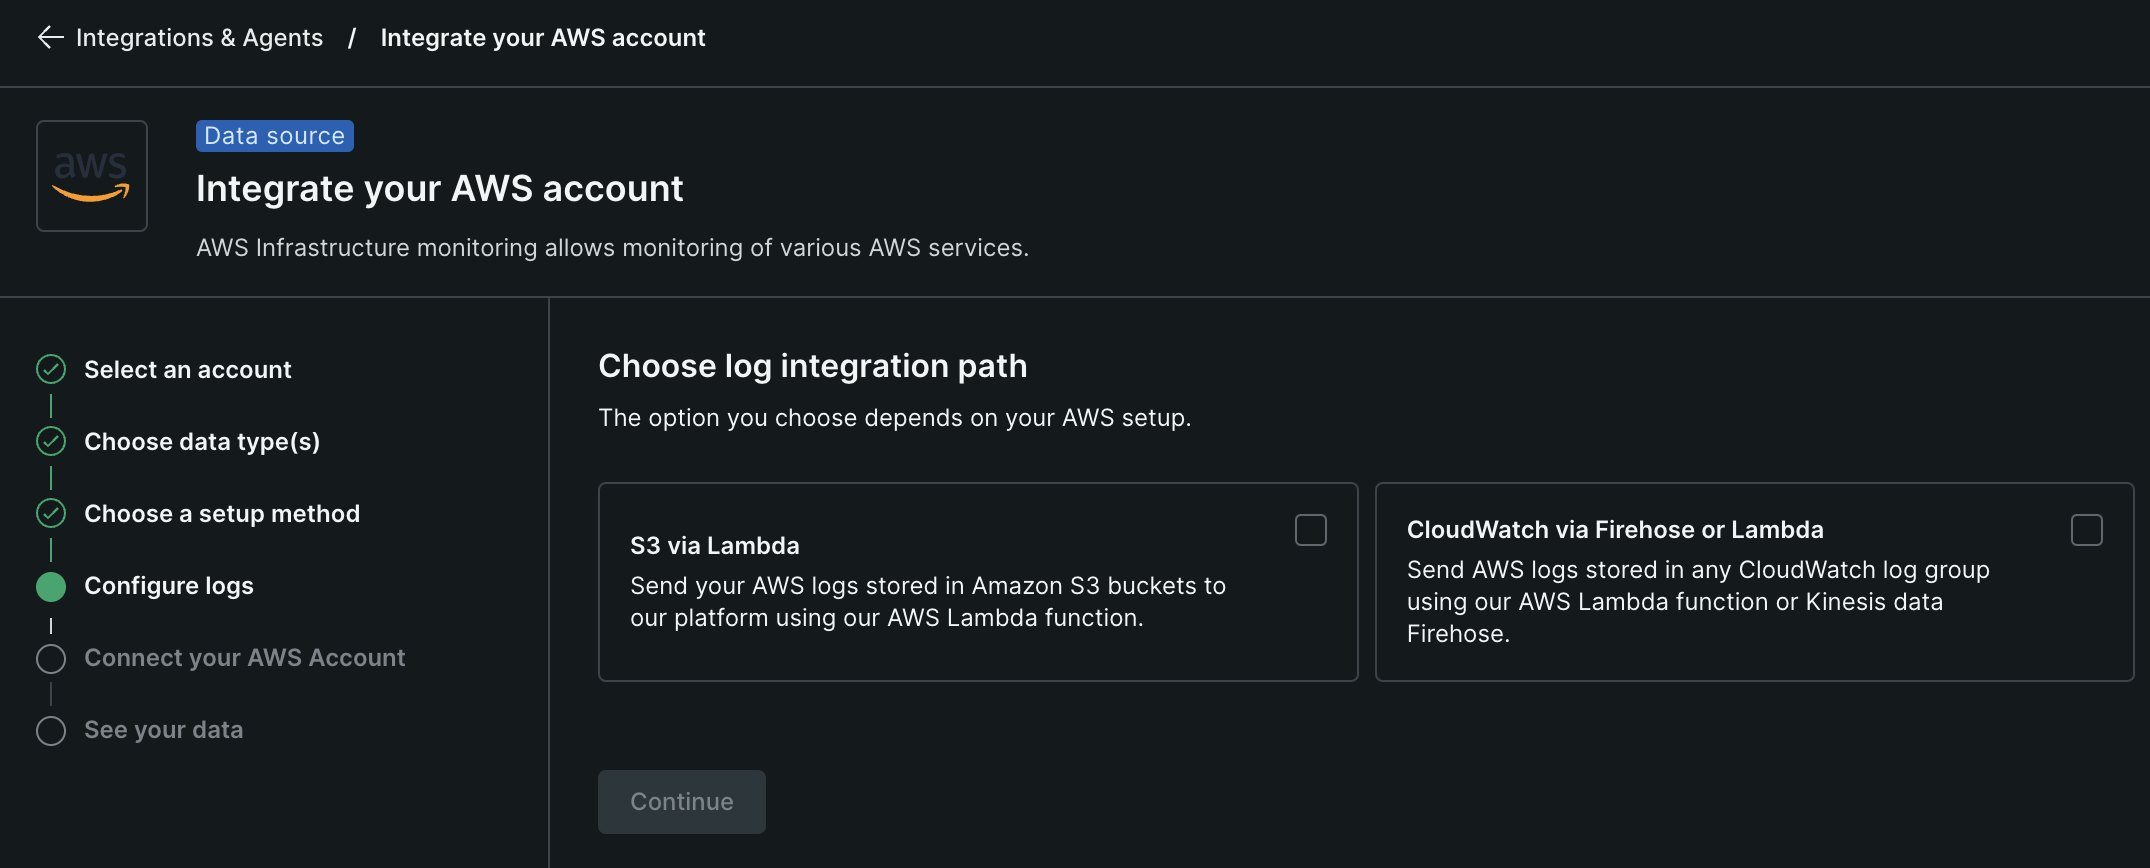 Integrations & Agents / Integrate your AWS account
aws
Data source
Integrate your AWS account
AWS Infrastructure monitoring allows monitoring of various AWS services.
Select an account
Choose data type(s)
Choose a setup method
Configure logs
Connect your AWS Account
See your data
Choose log integration path
The option you choose depends on your AWS setup.
S3 via Lambda
Send your AWS logs stored in Amazon S3 buckets to
our platform using our AWS Lambda function.
CloudWatch via Firehose or Lambda
Send AWS logs stored in any CloudWatch log group
using our AWS Lambda function or Kinesis data
Firehose.
Continue